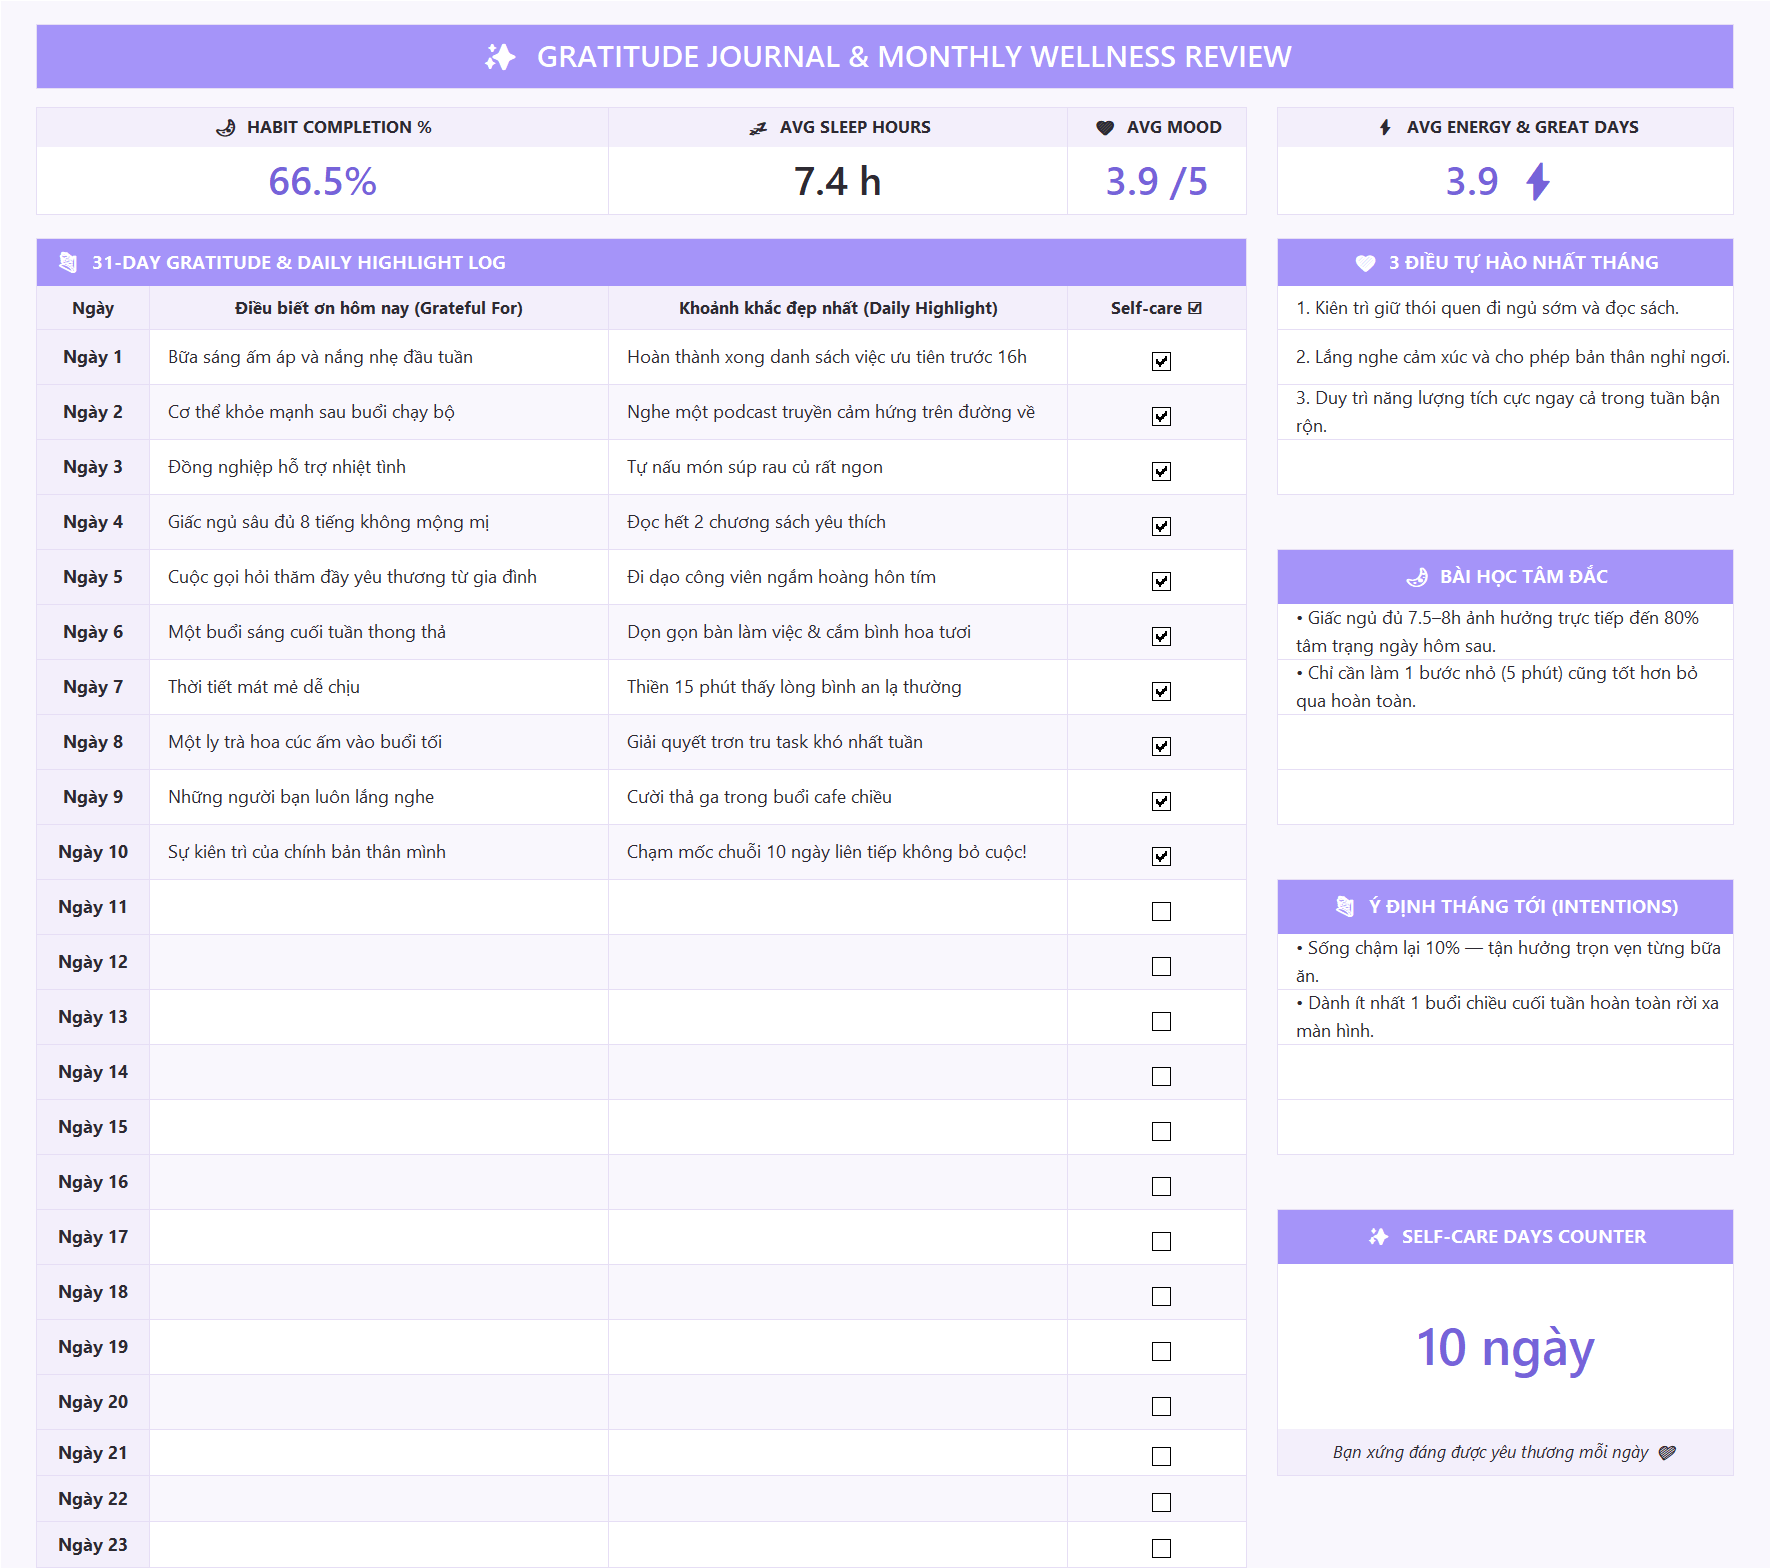 GRATITUDE JOURNAL & MONTHLY WELLNESS REVIEW
HABIT COMPLETION %
AVG SLEEP HOURS
AVG MOOD
AVG ENERGY & GREAT DAYS
66.5%
7.4 h
3.9 /5
3.9
31-DAY GRATITUDE & DAILY HIGHLIGHT LOG
Ngày
Điều biết ơn hôm nay (Grateful For)
Khoảnh khắc đẹp nhất (Daily Highlight)
Self-care ☑
Ngày 1
Bữa sáng ấm áp và nắng nhẹ đầu tuần
Hoàn thành xong danh sách việc ưu tiên trước 16h
Ngày 2
Cơ thể khỏe mạnh sau buổi chạy bộ
Nghe một podcast truyền cảm hứng trên đường về
Ngày 3
Đồng nghiệp hỗ trợ nhiệt tình
Tự nấu món súp rau củ rất ngon
Ngày 4
Giấc ngủ sâu đủ 8 tiếng không mộng mị
Đọc hết 2 chương sách yêu thích
Ngày 5
Cuộc gọi hỏi thăm đầy yêu thương từ gia đình
Đi dạo công viên ngắm hoàng hôn tím
Ngày 6
Một buổi sáng cuối tuần thong thả
Dọn gọn bàn làm việc & cắm bình hoa tươi
Ngày 7
Thời tiết mát mẻ dễ chịu
Thiền 15 phút thấy lòng bình an lạ thường
Ngày 8
Một ly trà hoa cúc ấm vào buổi tối
Giải quyết trơn tru task khó nhất tuần
Ngày 9
Những người bạn luôn lắng nghe
Cười thả ga trong buổi cafe chiều
Ngày 10
Sự kiên trì của chính bản thân mình
Chạm mốc chuỗi 10 ngày liên tiếp không bỏ cuộc!
Ngày 11
Ngày 12
Ngày 13
Ngày 14
Ngày 15
Ngày 16
Ngày 17
Ngày 18
Ngày 19
Ngày 20
Ngày 21
Ngày 22
Ngày 23
3 ĐIỀU TỰ HÀO NHẤT THÁNG
1. Kiên trì giữ thói quen đi ngủ sớm và đọc sách.
2. Lắng nghe cảm xúc và cho phép bản thân nghỉ ngơi.
3. Duy trì năng lượng tích cực ngay cả trong tuần bận
rộn.
BÀI HỌC TÂM ĐẮC
• Giấc ngủ đủ 7.5–8h ảnh hưởng trực tiếp đến 80%
tâm trạng ngày hôm sau.
• Chỉ cần làm 1 bước nhỏ (5 phút) cũng tốt hơn bỏ
qua hoàn toàn.
Ý ĐỊNH THÁNG TỚI (INTENTIONS)
• Sống chậm lại 10% — tận hưởng trọn vẹn từng bữa
ăn.
• Dành ít nhất 1 buổi chiều cuối tuần hoàn toàn rời xa
màn hình.
SELF-CARE DAYS COUNTER
10 ngày
Bạn xứng đáng được yêu thương mỗi ngày